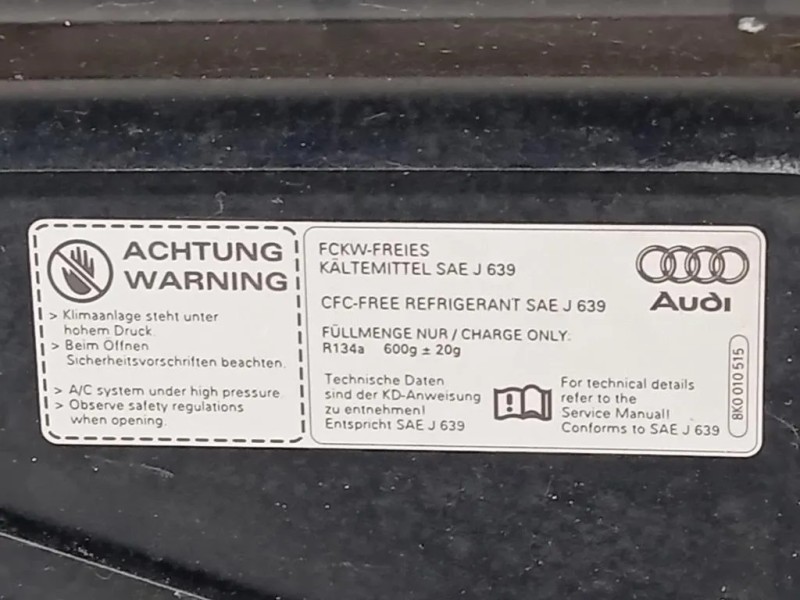 ACHTUNG
WARNING
> Klimaanlage steht unter
hohem Druck.
> Beim Öffnen
Sicherheitsvorschriften beachten.
> A/C system under high pressure.
> Observe safety regulations
when opening.
FCKW-FREIES
KÄLTEMITTEL SAE J 639
CFC-FREE REFRIGERANT SAE J 639
FÜLLMENGE NUR / CHARGE ONLY:
R134a 600g ± 20g
Technische Daten
sind der KD-Anweisung
zu entnehmen!
Entspricht SAE J 639
For technical details
refer to the
Service Manual!
Conforms to SAE J 639
Audi
8K0 010 515